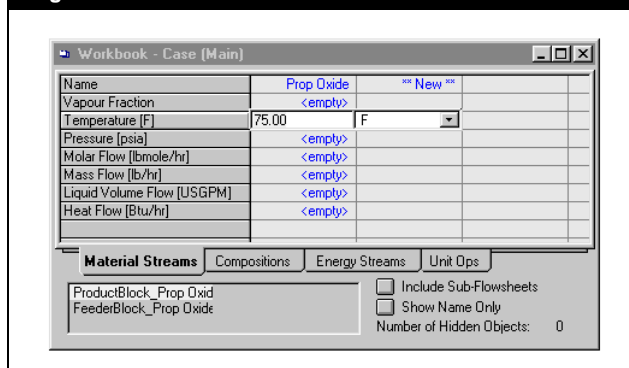 Workbook - Case (Main)
Name Prop Oxide ** New **
Vapour Fraction <empty>
Temperature [F] 75.00 F
Pressure [psia] <empty>
Molar Flow [lbmole/hr] <empty>
Mass Flow [lb/hr] <empty>
Liquid Volume Flow [USGPM] <empty>
Heat Flow [Btu/hr] <empty>
Material Streams Compositions Energy Streams Unit Ops
ProductBlock_Prop Oxid
FeederBlock_Prop Oxide
Include Sub-Flowsheets
Show Name Only
Number of Hidden Objects: 0